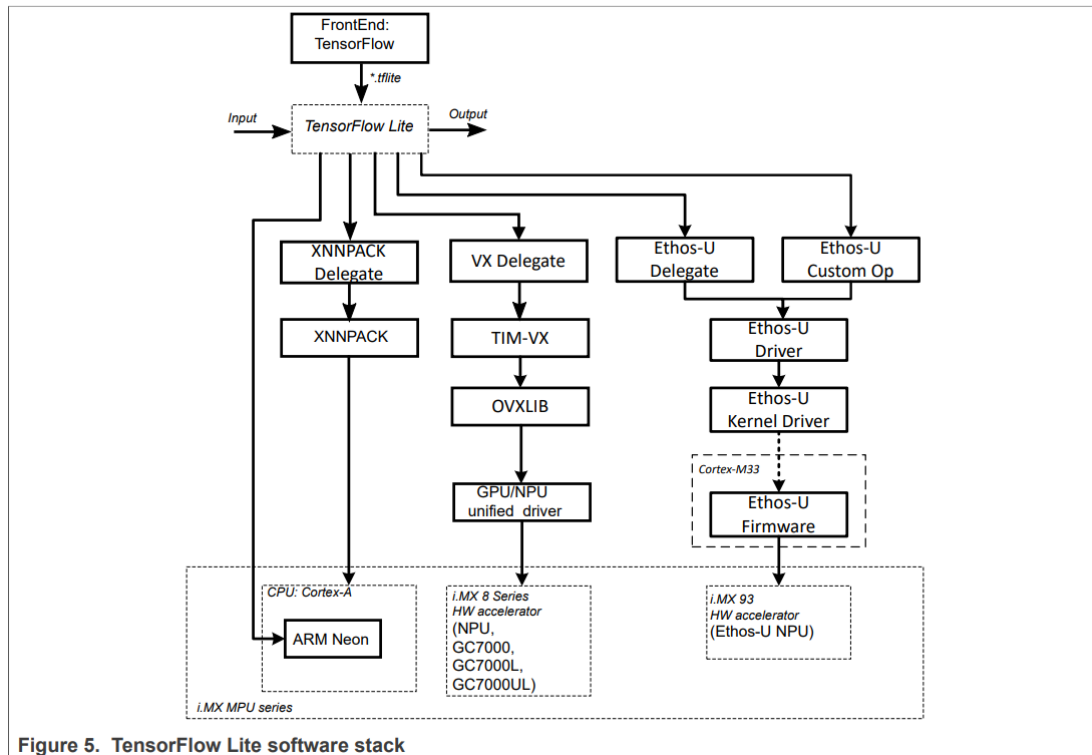 FrontEnd:
TensorFlow
*.tflite
Input
TensorFlow Lite
Output
XNNPACK
Delegate
VX Delegate
Ethos-U
Delegate
Ethos-U
Custom Op
XNNPACK
TIM-VX
Ethos-U
Driver
OVXLIB
Ethos-U
Kernel Driver
Cortex-M33
GPU/NPU
unified driver
Ethos-U
Firmware
CPU: Cortex-A
ARM Neon
i.MX 8 Series
HW accelerator
(NPU,
GC7000,
GC7000L,
GC7000UL)
i.MX 93
HW accelerator
(Ethos-U NPU)
i.MX MPU series
Figure 5. TensorFlow Lite software stack